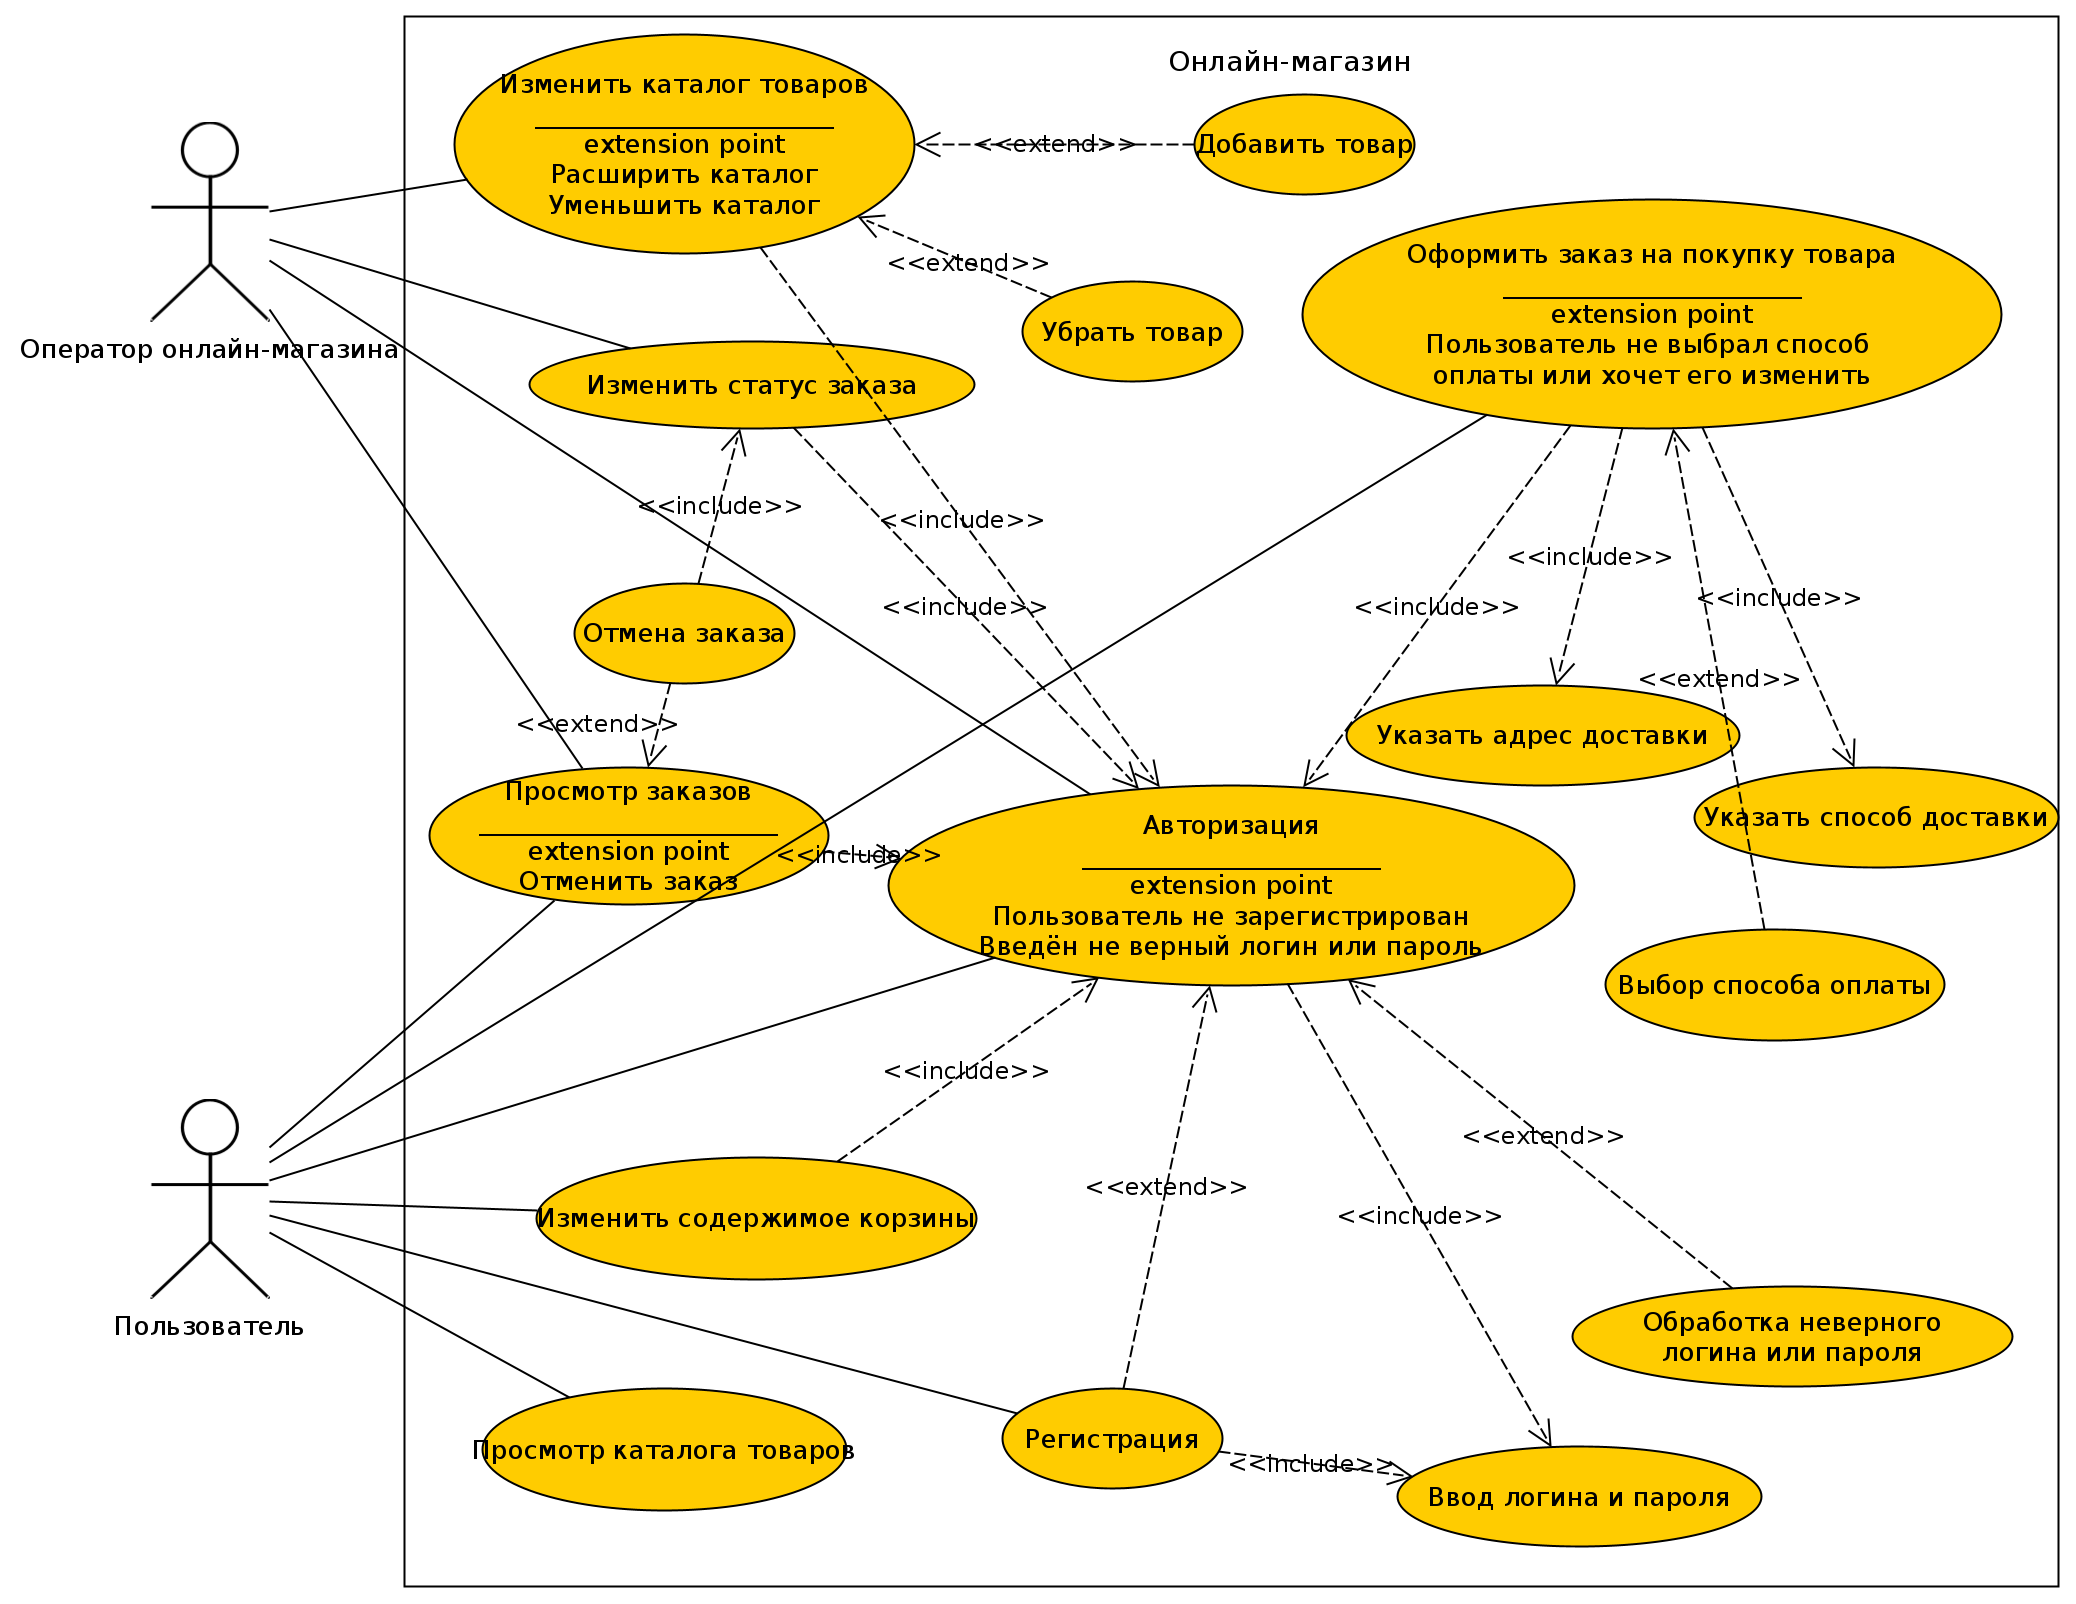 Онлайн-магазин
Изменить каталог товаров
extension point
Расширить каталог
Уменьшить каталог
<<extend>>
Добавить товар
Оператор онлайн-магазина
<<extend>>
Убрать товар
Оформить заказ на покупку товара
extension point
Пользователь не выбрал способ
оплаты или хочет его изменить
Изменить статус заказа
<<include>>
<<include>>
<<include>>
<<include>>
<<include>>
<<include>>
Отмена заказа
<<extend>>
<<extend>>
Указать адрес доставки
Указать способ доставки
Просмотр заказов
extension point
Отменить заказ
<<include>>
Авторизация
extension point
Пользователь не зарегистрирован
Введён не верный логин или пароль
Выбор способа оплаты
<<include>>
<<extend>>
<<extend>>
<<include>>
Пользователь
Изменить содержимое корзины
Обработка неверного
логина или пароля
Просмотр каталога товаров
Регистрация
<<include>>
Ввод логина и пароля